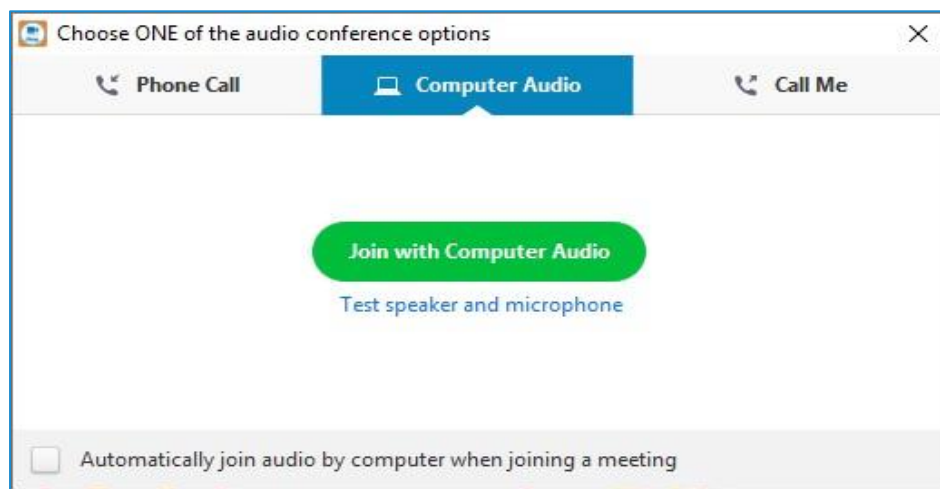 Choose ONE of the audio conference options
Phone Call
Computer Audio
Call Me
Join with Computer Audio
Test speaker and microphone
Automatically join audio by computer when joining a meeting